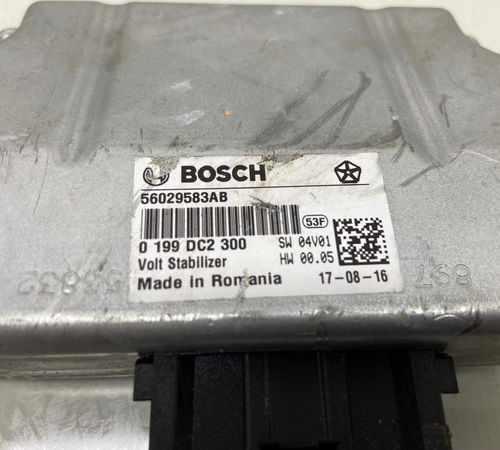 BOSCH
56029583AB
53F
0 199 DC2 300 SW 04V01
Volt Stabilizer HW 00.05
Made in Romania 17-08-16
897